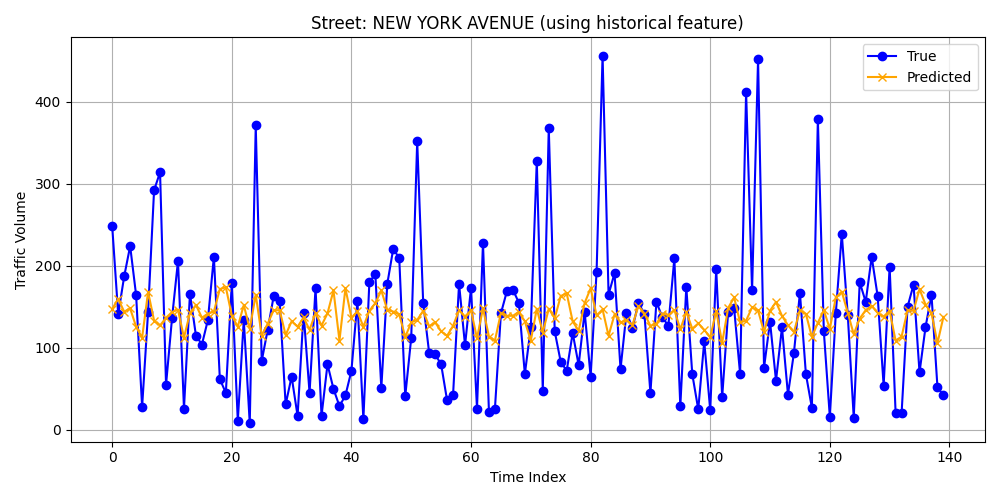 Street: NEW YORK AVENUE (using historical feature)
True
Predicted
Traffic Volume
400
300
200
100
0
0 20 40 60 80 100 120 140
Time Index